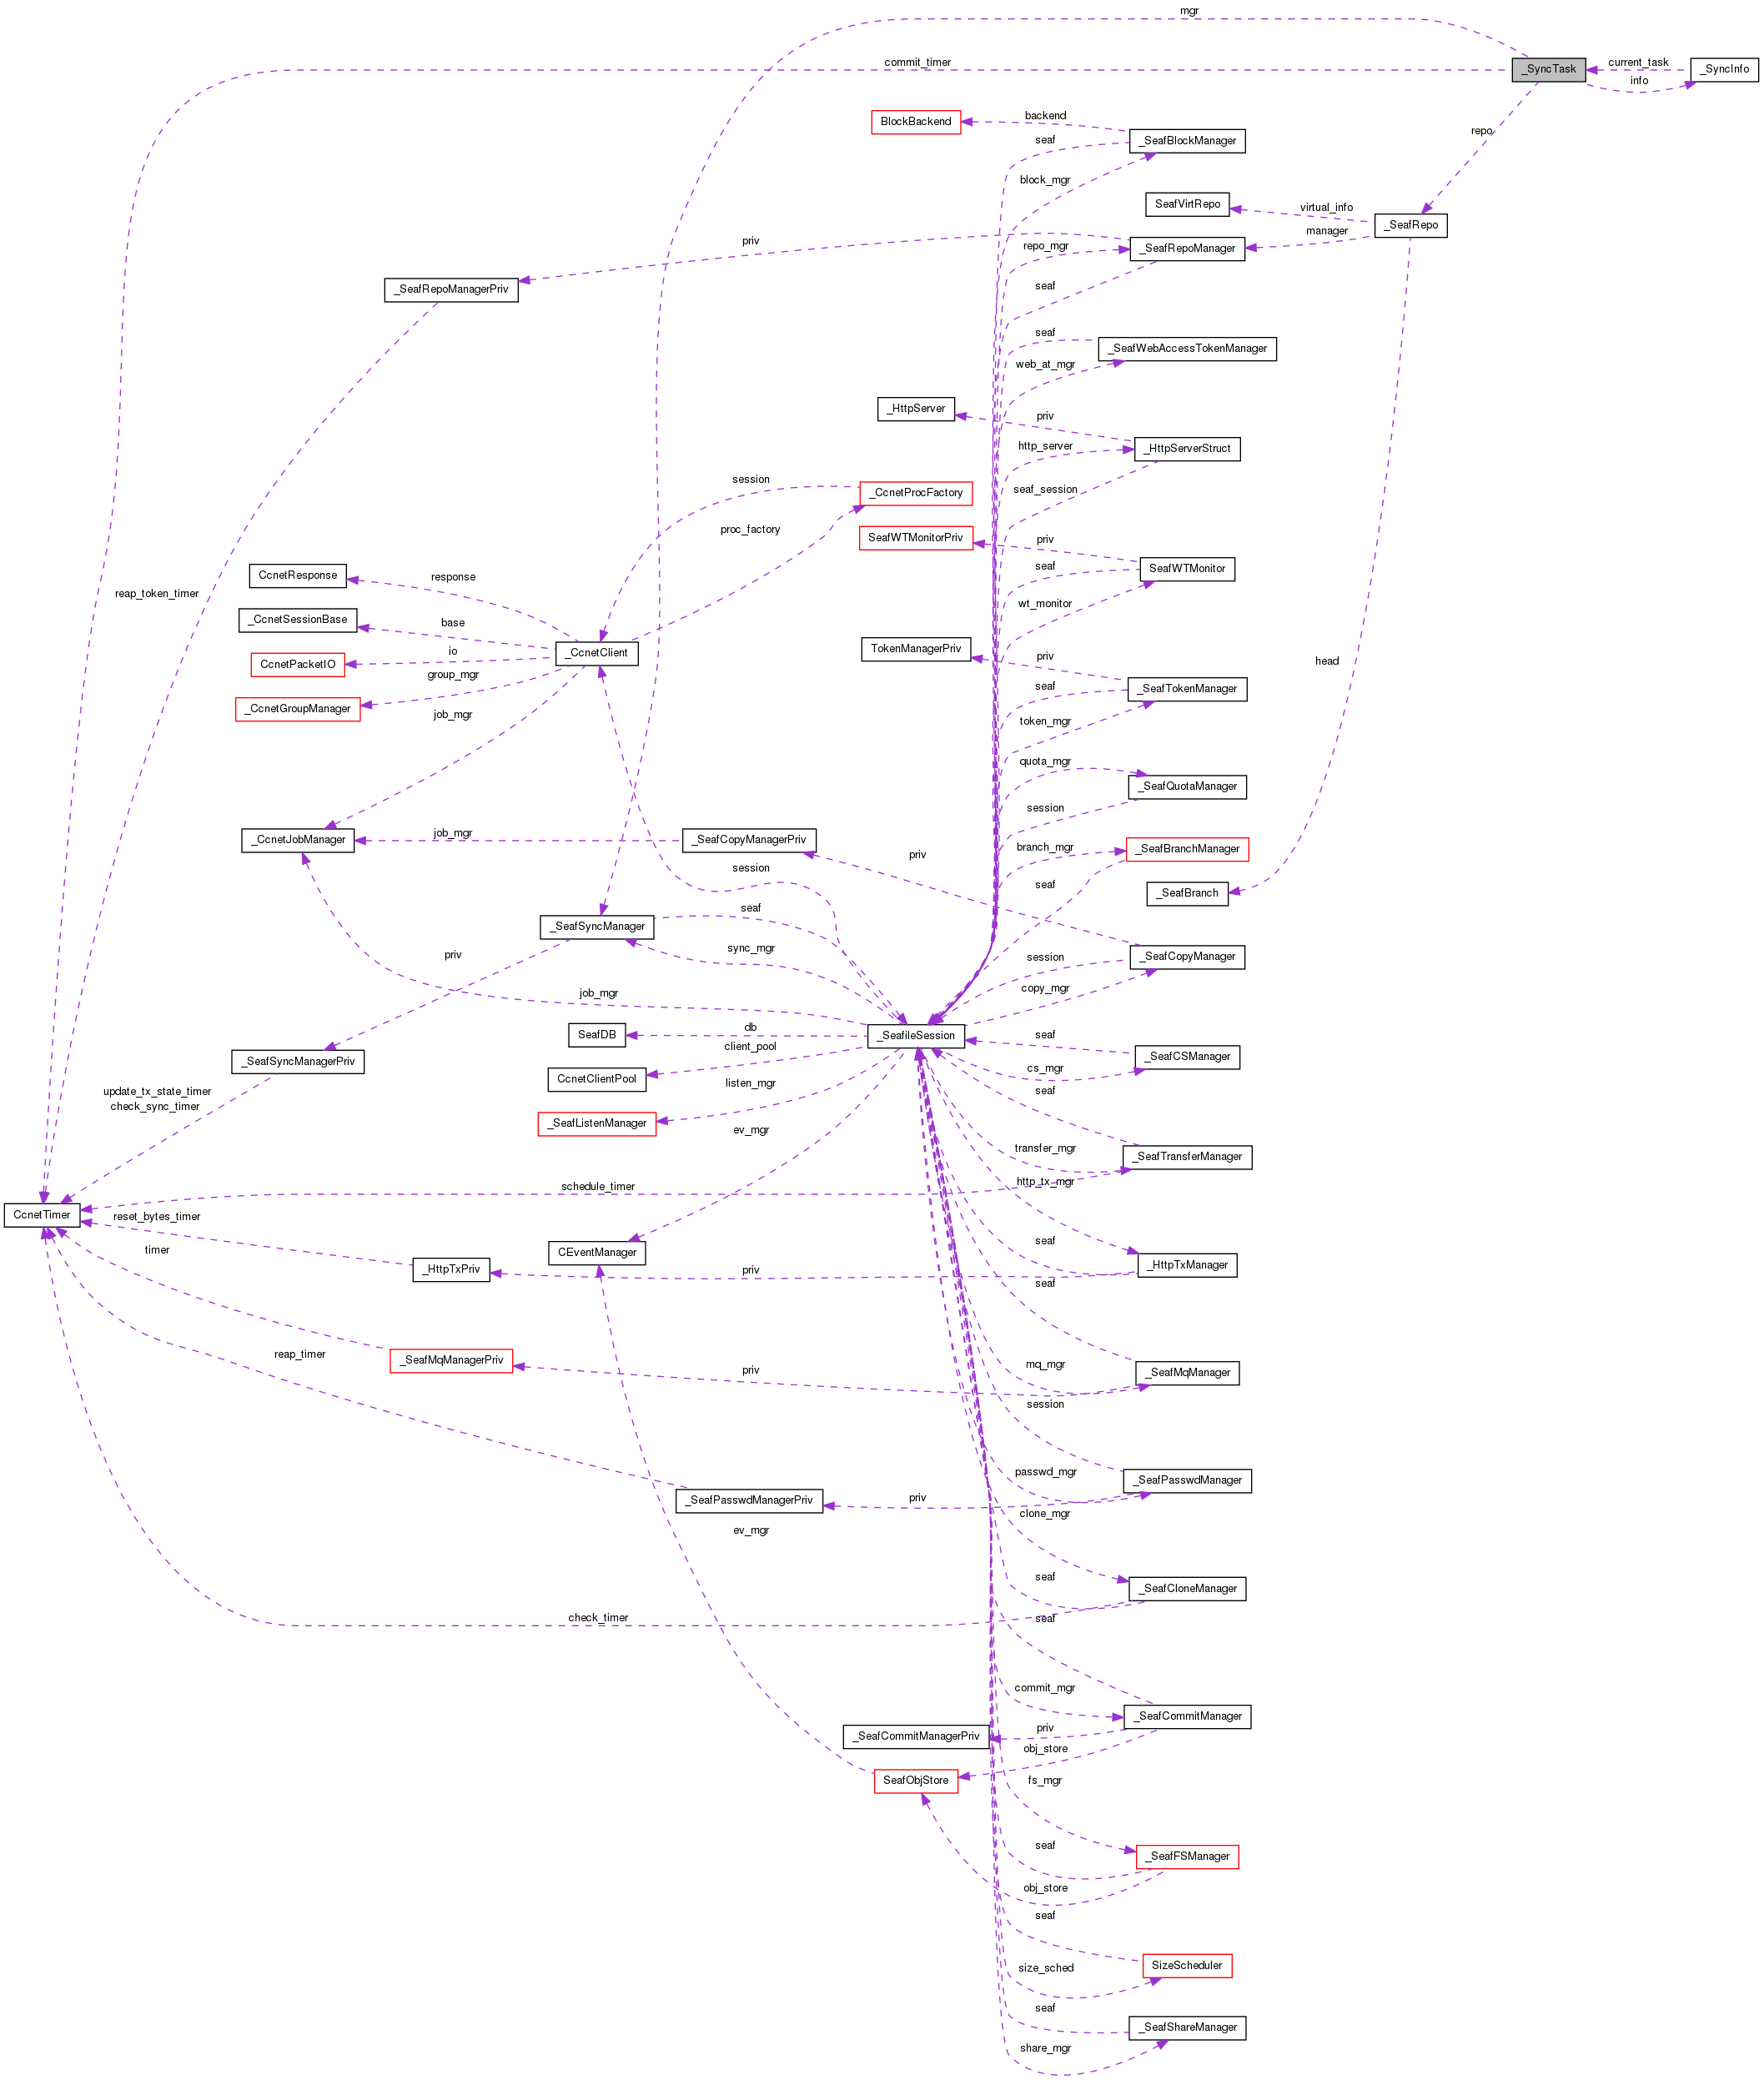 mgr
commit_timer
_SyncTask
current_task
info
_SyncInfo
BlockBackend
backend
seaf
_SeafBlockManager
repo
block_mgr
SeafVirtRepo
virtual_info
manager
_SeafRepo
priv
repo_mgr
_SeafRepoManager
_SeafRepoManagerPriv
seaf
seaf
_SeafWebAccessTokenManager
web_at_mgr
_HttpServer
priv
http_server
_HttpServerStruct
session
_CcnetProcFactory
seaf_session
proc_factory
SeafWTMonitorPriv
priv
seaf
SeafWTMonitor
CcnetResponse
response
reap_token_timer
wt_monitor
_CcnetSessionBase
base
_CcnetClient
TokenManagerPriv
priv
head
CcnetPacketIO
io
group_mgr
seaf
_SeafTokenManager
_CcnetGroupManager
job_mgr
token_mgr
quota_mgr
_SeafQuotaManager
session
_CcnetJobManager
job_mgr
_SeafCopyManagerPriv
priv
branch_mgr
_SeafBranchManager
session
seaf
_SeafBranch
_SeafSyncManager
seaf
sync_mgr
priv
session
_SeafCopyManager
job_mgr
copy_mgr
SeafDB
db
_SeafileSession
seaf
_SeafCSManager
client_pool
cs_mgr
_SeafSyncManagerPriv
CcnetClientPool
listen_mgr
seaf
update_tx_state_timer
check_sync_timer
_SeafListenManager
ev_mgr
transfer_mgr
_SeafTransferManager
schedule_timer
http_tx_mgr
CcnetTimer
reset_bytes_timer
timer
CEventManager
seaf
_HttpTxPriv
priv
_HttpTxManager
seaf
reap_timer
_SeafMqManagerPriv
priv
mq_mgr
_SeafMqManager
session
passwd_mgr
_SeafPasswdManager
_SeafPasswdManagerPriv
priv
clone_mgr
ev_mgr
seaf
_SeafCloneManager
check_timer
seaf
commit_mgr
_SeafCommitManager
_SeafCommitManagerPriv
priv
obj_store
SeafObjStore
fs_mgr
seaf
_SeafFSManager
obj_store
seaf
size_sched
SizeScheduler
seaf
_SeafShareManager
share_mgr